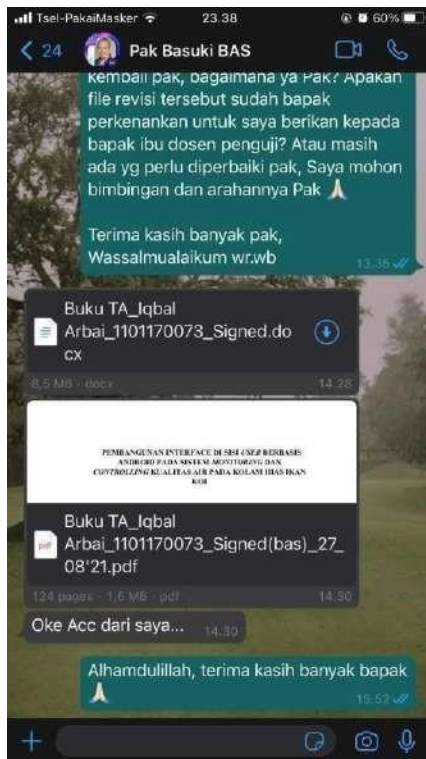 Tsel-PakaiMasker 23.38 60%
24 Pak Basuki BAS
kembali pak, bagaimana ya Pak? Apakah
file revisi tersebut sudah bapak
perkenankan untuk saya berikan kepada
bapak ibu dosen penguji? Atau masih
ada yg perlu diperbaiki pak, Saya mohon
bimbingan dan arahannya Pak 🙏🏻
Terima kasih banyak pak,
Wassalmualaikum wr.wb
13.35
Buku TA_Iqbal
Arbai_1101170073_Signed.do
cx
8,5 MB - docx 14.28
PEMBANGUNAN INTERFACE DI SISI USER BERBASIS
ANDROID PADA SISTEM MONITORING DAN
CONTROLLING KUALITAS AIR PADA KOLAM HIAS IKAN
KOI
pdf
Buku TA_Iqbal
Arbai_1101170073_Signed(bas)_27_
08'21.pdf
124 pages - 1,6 MB - pdf 14.30
Oke Acc dari saya... 14.30
Alhamdulillah, terima kasih banyak bapak
🙏🏻 15.52